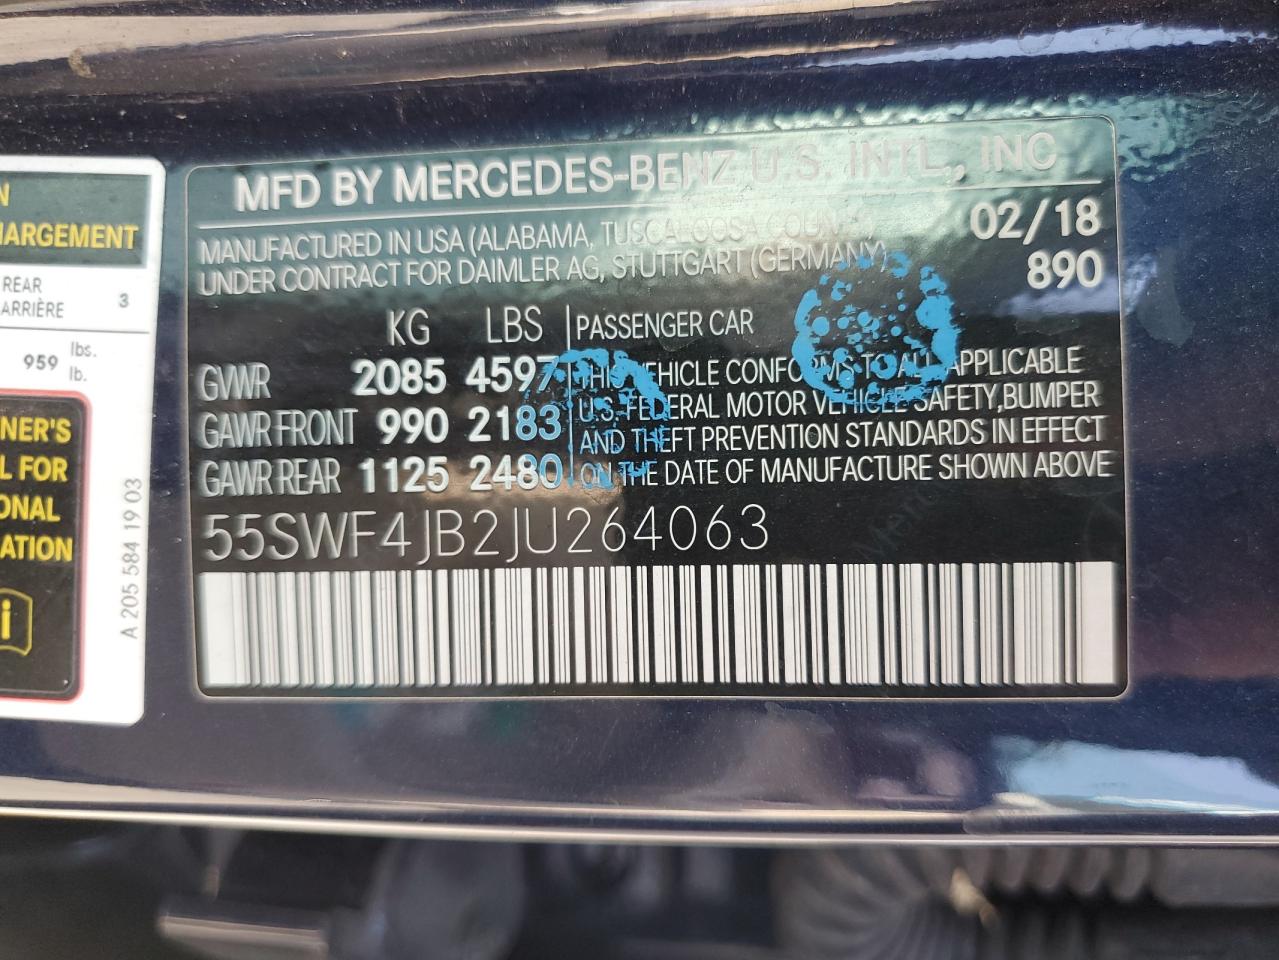 N
HARGEMENT
REAR
ARRIÈRE
3
959 lbs.
lb.
NER'S
L FOR
ONAL
ATION
i
A 205 584 19 03
MFD BY MERCEDES-BENZ U.S. INTL., INC
MANUFACTURED IN USA (ALABAMA, TUSCALOOSA COUNTY)
02/18
UNDER CONTRACT FOR DAIMLER AG, STUTTGART (GERMANY)
890
KG LBS PASSENGER CAR
GVWR 2085 4597 THIS VEHICLE CONFORMS TO ALL APPLICABLE
GAWR FRONT 990 2183 U.S. FEDERAL MOTOR VEHICLE SAFETY,BUMPER
AND THEFT PREVENTION STANDARDS IN EFFECT
GAWR REAR 1125 2480 ON THE DATE OF MANUFACTURE SHOWN ABOVE
55SWF4JB2JU264063